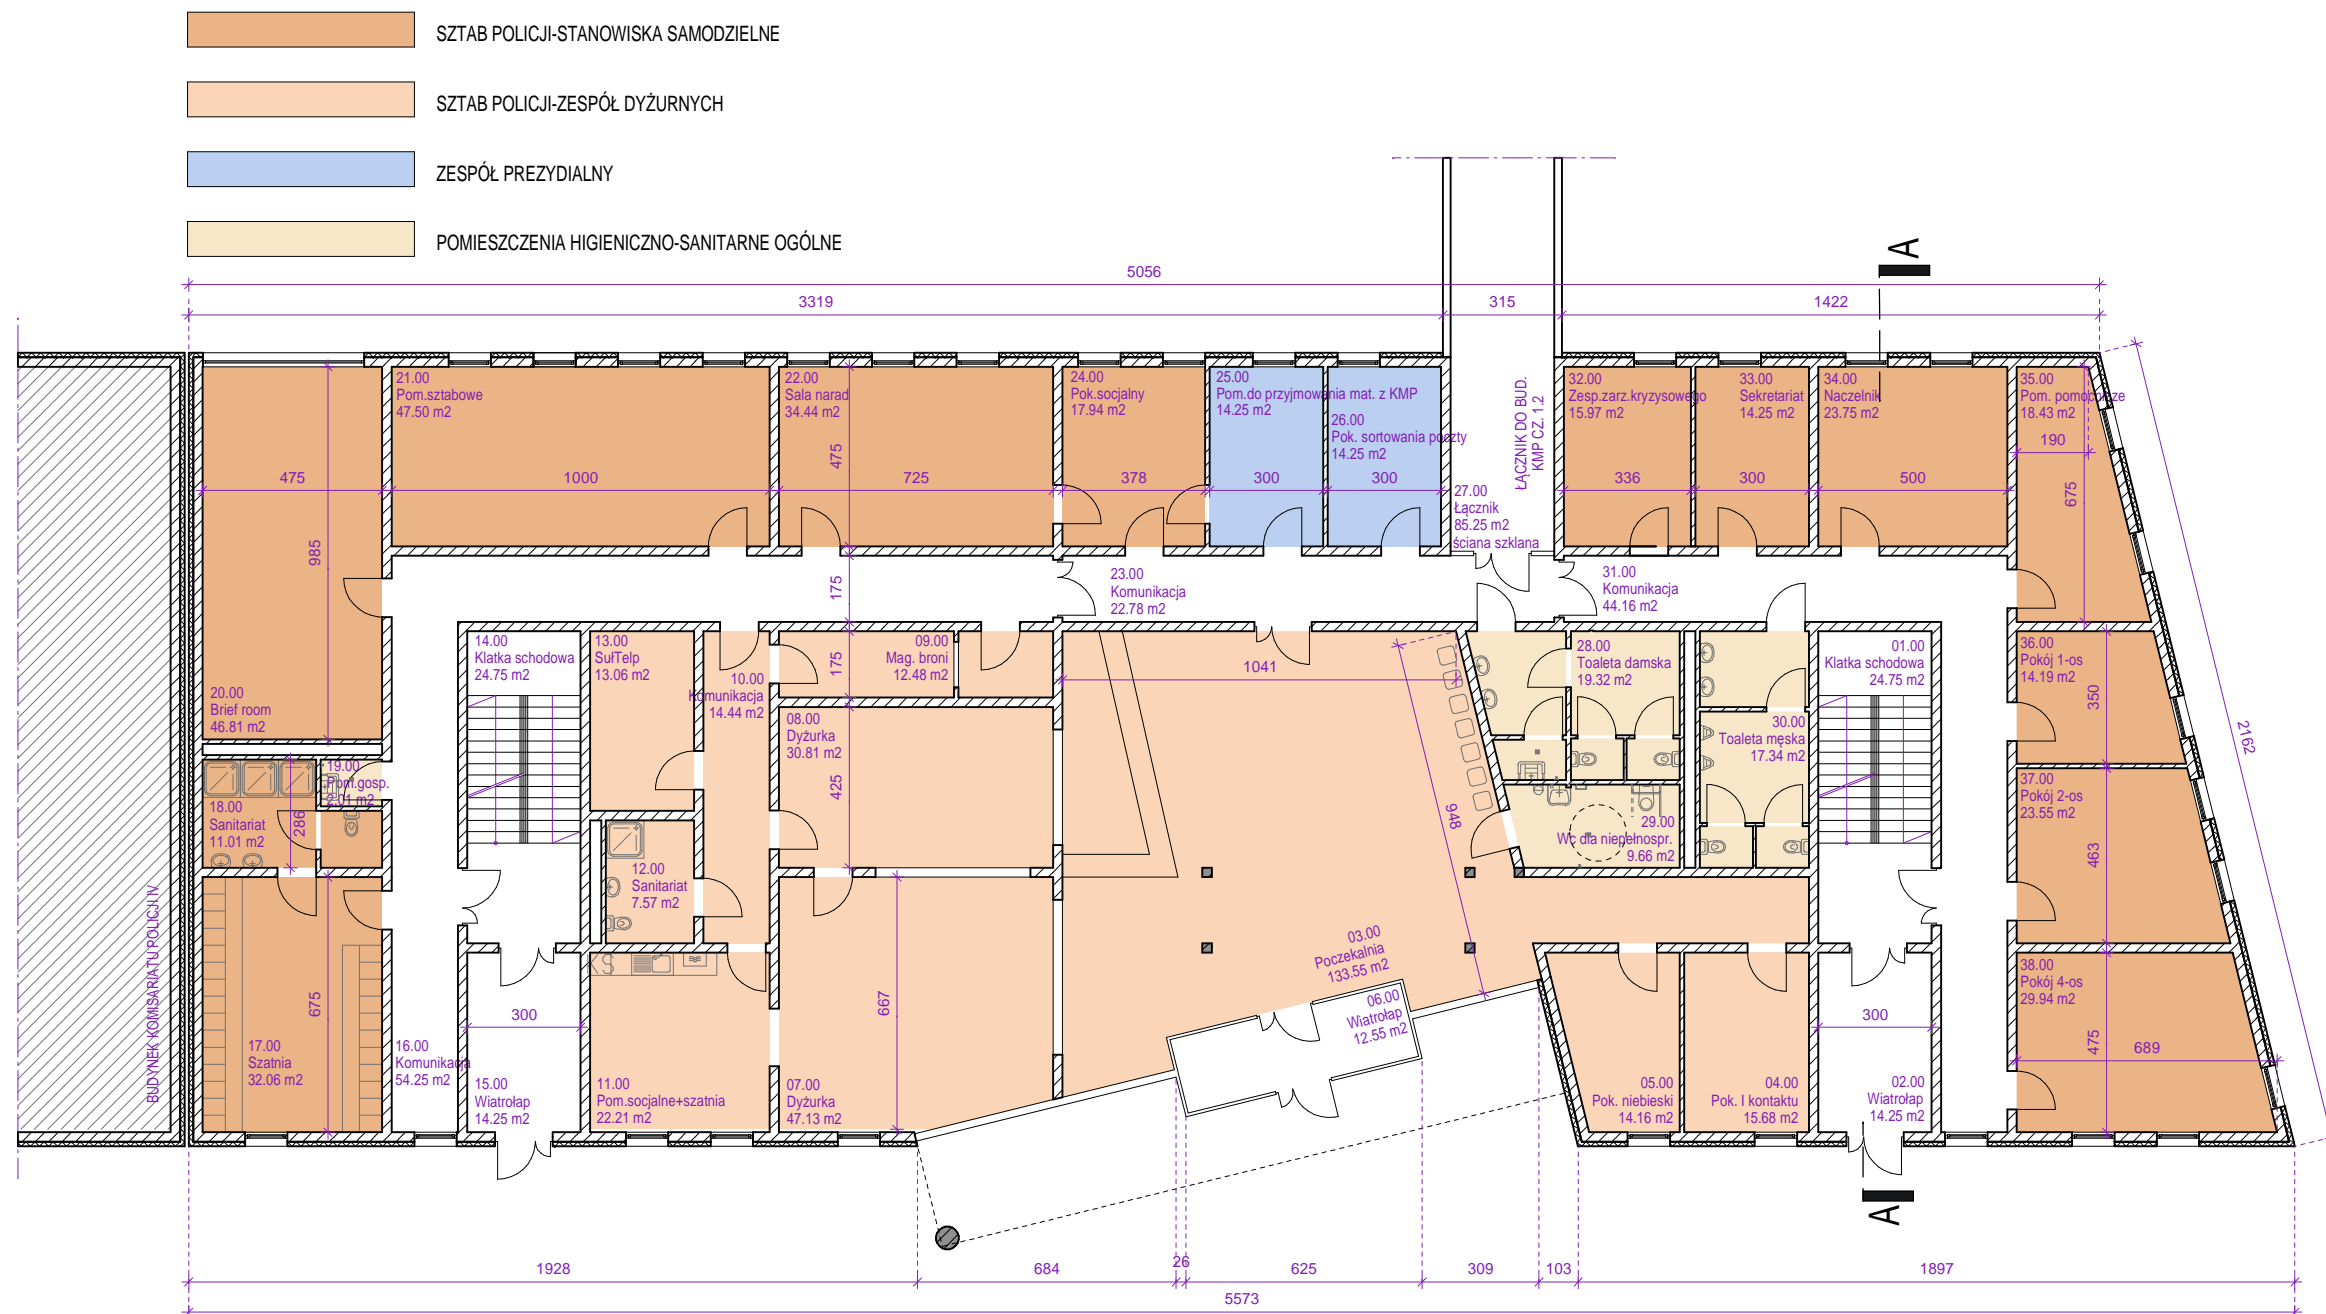 SZTAB POLICJI-STANOWISKA SAMODZIELNE
SZTAB POLICJI-ZESPÓŁ DYŻURNYCH
ZESPÓŁ PREZYDIALNY
POMIESZCZENIA HIGIENICZNO-SANITARNE OGÓLNE
A
5056
3319
315
1422
21.00
Pom.sztabowe
47.50 m2
22.00
Sala narad
34.44 m2
24.00
Pok.socjalny
17.94 m2
25.00
Pom.do przyjmowania mat. z KMP
14.25 m2
26.00
Pok. sortowania poczty
14.25 m2
ŁĄCZNIK DO BUD.
KMP CZ. 1.2
32.00
Zesp.zarz.kryzysowego
15.97 m2
33.00
Sekretariat
14.25 m2
34.00
Naczelnik
23.75 m2
35.00
Pom. pomocnicze
18.43 m2
190
475
1000
475
725
378
300
300
336
300
500
675
27.00
Łącznik
85.25 m2
ściana szklana
985
175
23.00
Komunikacja
22.78 m2
31.00
Komunikacja
44.16 m2
14.00
Klatka schodowa
24.75 m2
13.00
SułTelp
13.06 m2
10.00
Komunikacja
14.44 m2
175
09.00
Mag. broni
12.48 m2
1041
28.00
Toaleta damska
19.32 m2
01.00
Klatka schodowa
24.75 m2
36.00
Pokój 1-os
14.19 m2
350
20.00
Brief room
46.81 m2
08.00
Dyżurka
30.81 m2
425
30.00
Toaleta męska
17.34 m2
2162
19.00
Pom.gosp.
2.01 m2
18.00
Sanitariat
11.01 m2
286
948
29.00
Wc dla niepełnospr.
9.66 m2
37.00
Pokój 2-os
23.55 m2
463
12.00
Sanitariat
7.57 m2
BUDYNEK KOMISARIATU POLICJI IV
675
300
667
03.00
Poczekalnia
133.55 m2
06.00
Wiatrołap
12.55 m2
300
38.00
Pokój 4-os
29.94 m2
475
689
17.00
Szatnia
32.06 m2
16.00
Komunikacja
54.25 m2
15.00
Wiatrołap
14.25 m2
11.00
Pom.socjalne+szatnia
22.21 m2
07.00
Dyżurka
47.13 m2
05.00
Pok. niebieski
14.16 m2
04.00
Pok. I kontaktu
15.68 m2
02.00
Wiatrołap
14.25 m2
A
1928
684
26
625
309
103
1897
5573